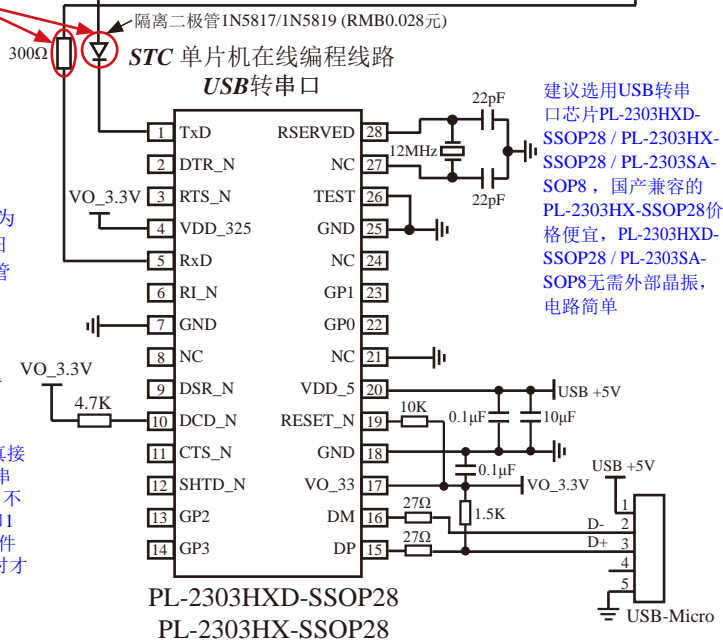 隔离二极管1N5817/1N5819 (RMB0.028元)
300Ω
STC 单片机在线编程线路
USB转串口
建议选用USB转串
口芯片PL-2303HXD-
SSOP28 / PL-2303HX-
SSOP28 / PL-2303SA-
SOP8 ，国产兼容的
PL-2303HX-SSOP28价
格便宜，PL-2303HXD-
SSOP28 / PL-2303SA-
SOP8无需外部晶振，
电路简单
22pF
12MHz
22pF
1 TxD
2 DTR_N
VO_3.3V
3 RTS_N
4 VDD_325
5 RxD
6 RI_N
7 GND
8 NC
VO_3.3V
9 DSR_N
4.7K
10 DCD_N
11 CTS_N
12 SHTD_N
13 GP2
14 GP3
RSERVED 28
NC 27
TEST 26
GND 25
NC 24
GP1 23
GP0 22
NC 21
VDD_5 20
RESET_N 19
GND 18
VO_33 17
DM 16
DP 15
USB +5V
10K
0.1μF
10μF
0.1μF
VO_3.3V
27Ω
1.5K
27Ω
USB +5V
1
D- 2
D+ 3
4
5
USB-Micro
为
管
接
串
不
件
时才
PL-2303HXD-SSOP28
PL-2303HX-SSOP28